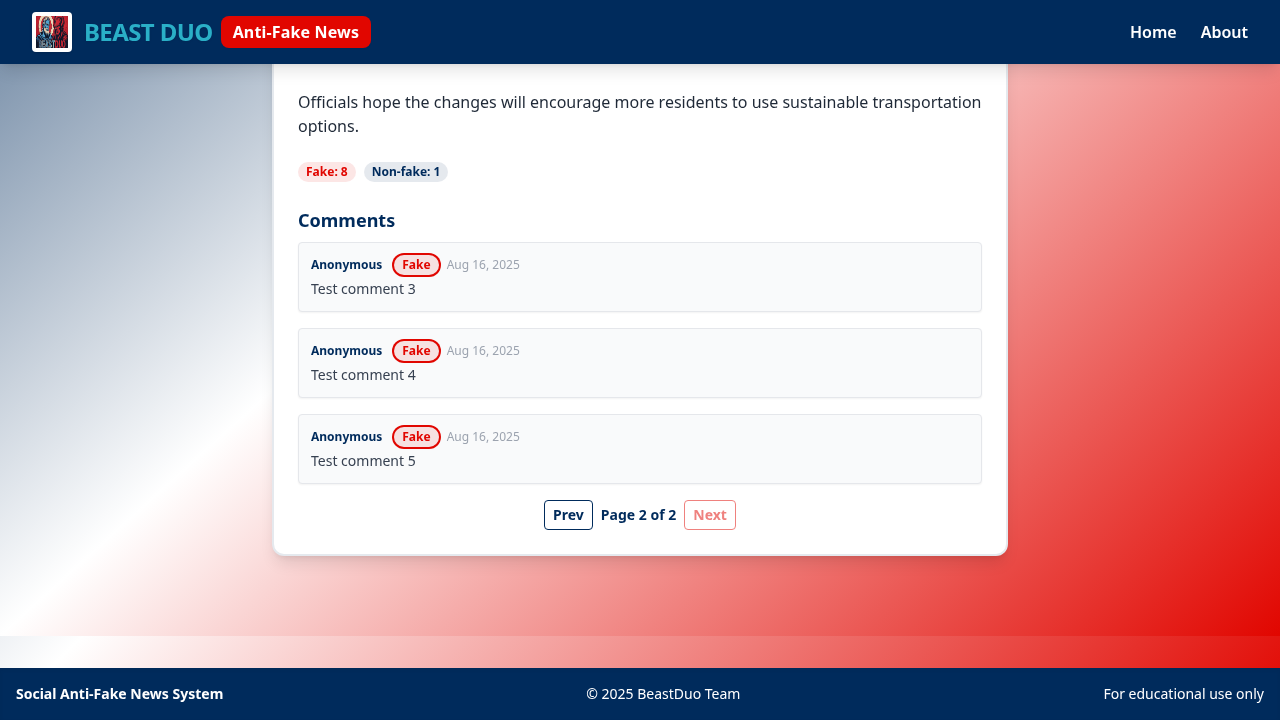 BEAST DUO Anti-Fake News Home About
Officials hope the changes will encourage more residents to use sustainable transportation
options.
Fake: 8 Non-fake: 1
Comments
Anonymous Fake Aug 16, 2025
Test comment 3
Anonymous Fake Aug 16, 2025
Test comment 4
Anonymous Fake Aug 16, 2025
Test comment 5
Prev Page 2 of 2 Next
Social Anti-Fake News System © 2025 BeastDuo Team For educational use only